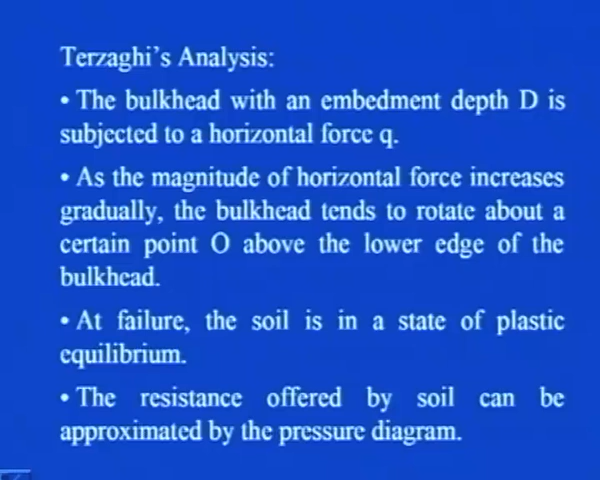 Terzaghi's Analysis:
• The bulkhead with an embedment depth D is
subjected to a horizontal force q.
• As the magnitude of horizontal force increases
gradually, the bulkhead tends to rotate about a
certain point O above the lower edge of the
bulkhead.
• At failure, the soil is in a state of plastic
equilibrium.
• The resistance offered by soil can be
approximated by the pressure diagram.